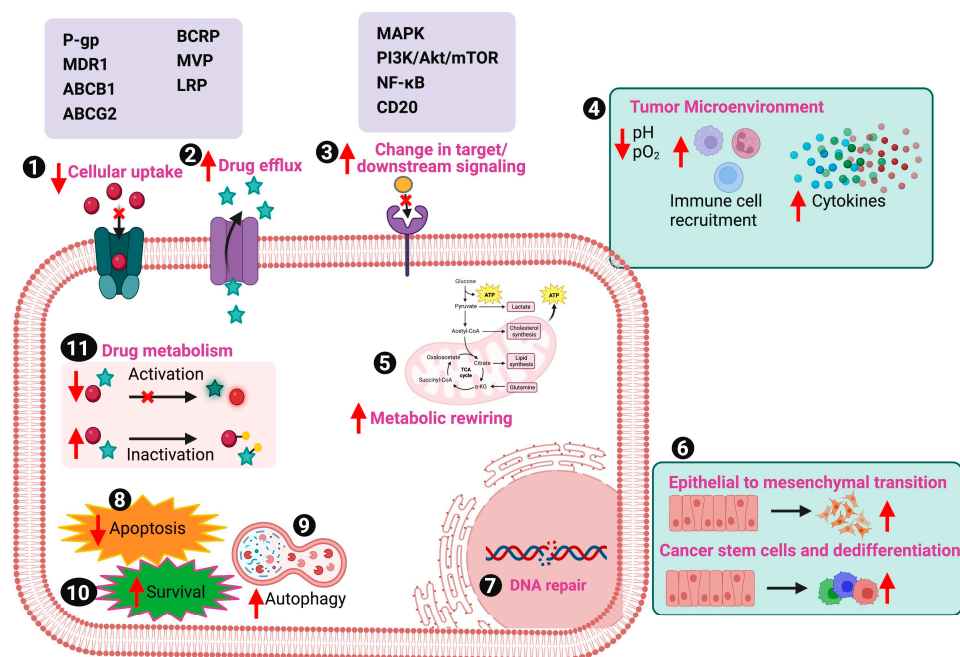 P-gp
MDR1
ABCB1
ABCG2
BCRP
MVP
LRP
MAPK
PI3K/Akt/mTOR
NF-κB
CD20
1
Cellular uptake
2
Drug efflux
3
Change in target/
downstream signaling
4
Tumor Microenvironment
pH
pO₂
Immune cell
recruitment
Cytokines
5
Glucose
ATP
Pyruvate
Lactate
ATP
Acetyl-CoA
Cholesterol
synthesis
Oxaloacetate
Citrate
Lipid
synthesis
TCA
cycle
Succinyl-CoA
α-KG
Glutamine
Metabolic rewiring
11
Drug metabolism
Activation
Inactivation
6
Epithelial to mesenchymal transition
Cancer stem cells and dedifferentiation
7
DNA repair
8
Apoptosis
9
Autophagy
10
Survival